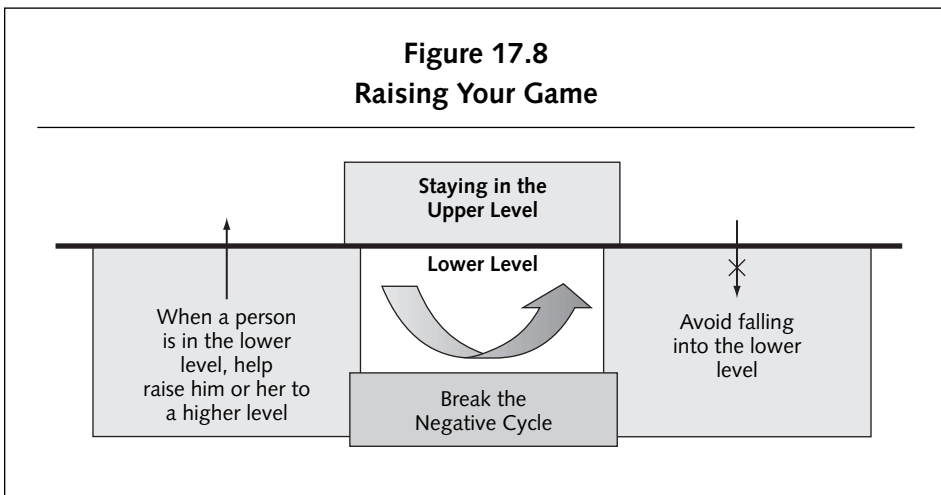 Figure 17.8
Raising Your Game
Staying in the
Upper Level
Lower Level
When a person
is in the lower
level, help
raise him or her to
a higher level
Break the
Negative Cycle
Avoid falling
into the lower
level